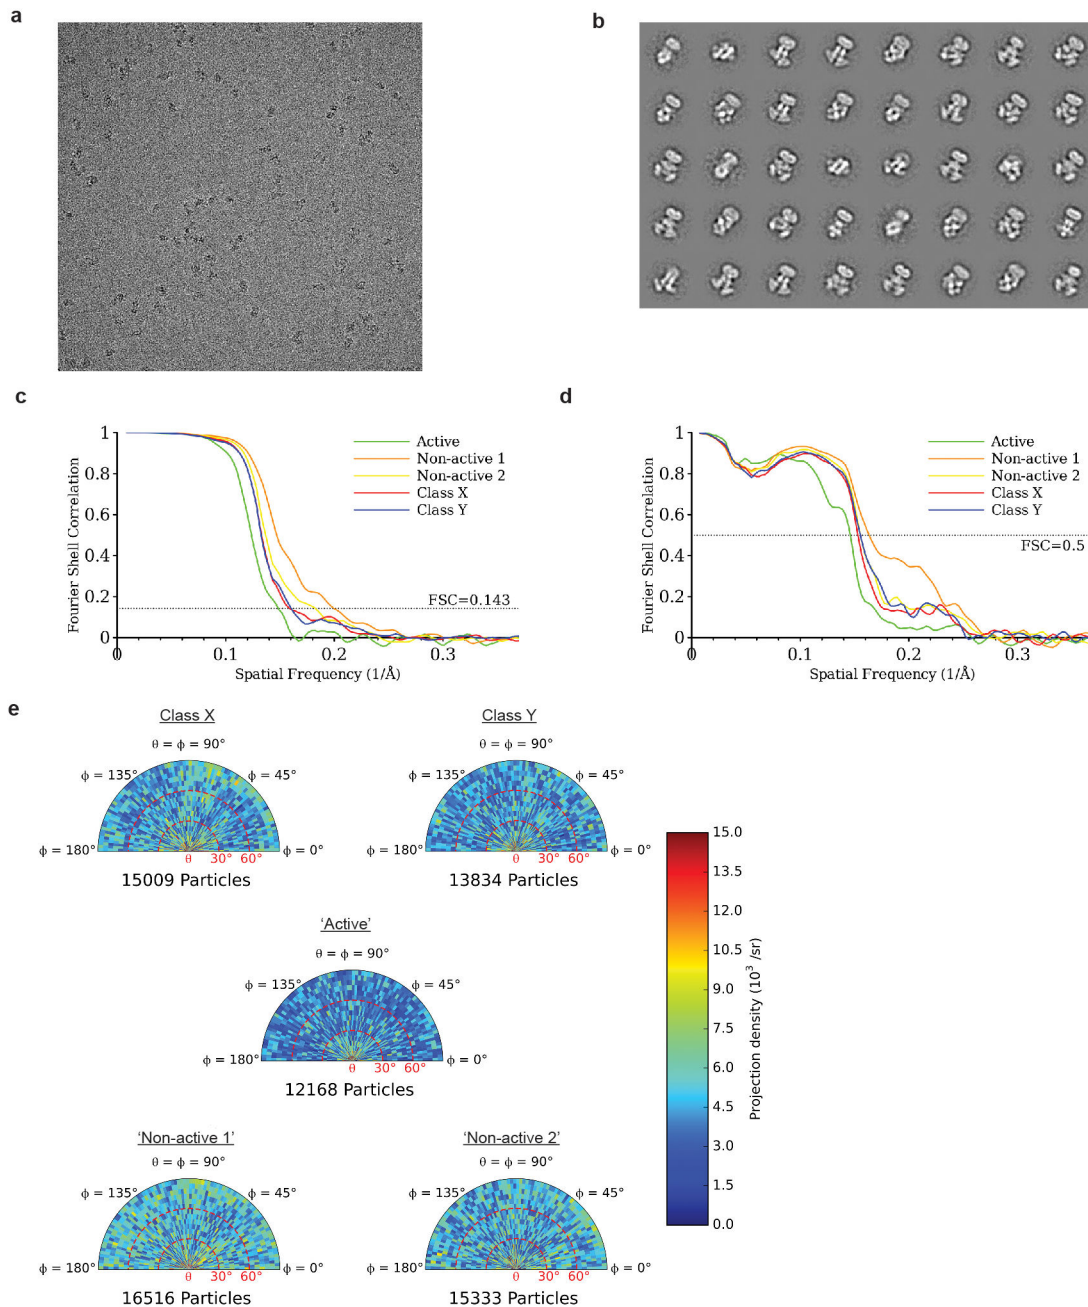 a
b
c
1
0.8
0.6
0.4
0.2
0
Fourier Shell Correlation
Active
Non-active 1
Non-active 2
Class X
Class Y
FSC=0.143
0
0.1
0.2
0.3
Spatial Frequency (1/Å)
d
1
0.8
0.6
0.4
0.2
0
Fourier Shell Correlation
Active
Non-active 1
Non-active 2
Class X
Class Y
FSC=0.5
0
0.1
0.2
0.3
Spatial Frequency (1/Å)
e
Class X
θ = ϕ = 90°
ϕ = 135°
ϕ = 45°
ϕ = 180°
θ
30°
60°
ϕ = 0°
15009 Particles
Class Y
θ = ϕ = 90°
ϕ = 135°
ϕ = 45°
ϕ = 180°
θ
30°
60°
ϕ = 0°
13834 Particles
'Active'
θ = ϕ = 90°
ϕ = 135°
ϕ = 45°
ϕ = 180°
θ
30°
60°
ϕ = 0°
12168 Particles
'Non-active 1'
θ = ϕ = 90°
ϕ = 135°
ϕ = 45°
ϕ = 180°
θ
30°
60°
ϕ = 0°
16516 Particles
'Non-active 2'
θ = ϕ = 90°
ϕ = 135°
ϕ = 45°
ϕ = 180°
θ
30°
60°
ϕ = 0°
15333 Particles
15.0
13.5
12.0
10.5
9.0
7.5
6.0
4.5
3.0
1.5
0.0
Projection density (10³ /sr)